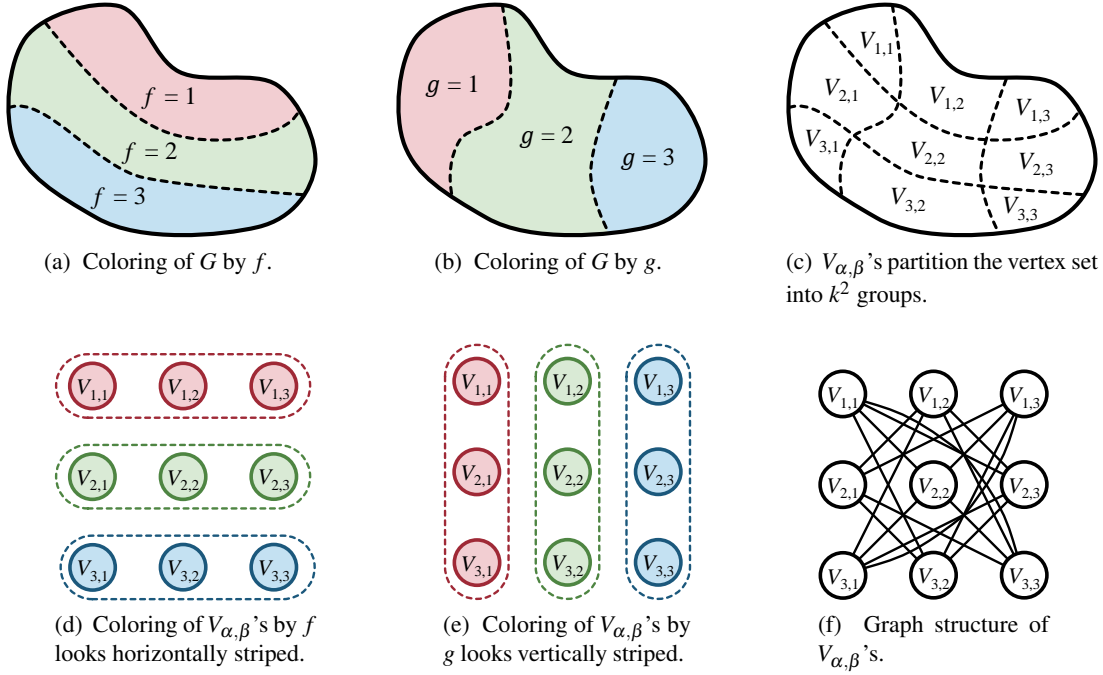 f = 1
f = 2
f = 3
(a) Coloring of G by f.
g = 1
g = 2
g = 3
(b) Coloring of G by g.
V1,1
V1,2
V1,3
V2,1
V2,2
V2,3
V3,1
V3,2
V3,3
(c) Vα,β's partition the vertex set
into k² groups.
V1,1 V1,2 V1,3
V2,1 V2,2 V2,3
V3,1 V3,2 V3,3
(d) Coloring of Vα,β's by f
looks horizontally striped.
V1,1 V1,2 V1,3
V2,1 V2,2 V2,3
V3,1 V3,2 V3,3
(e) Coloring of Vα,β's by
g looks vertically striped.
V1,1 V1,2 V1,3
V2,1 V2,2 V2,3
V3,1 V3,2 V3,3
(f) Graph structure of
Vα,β's.